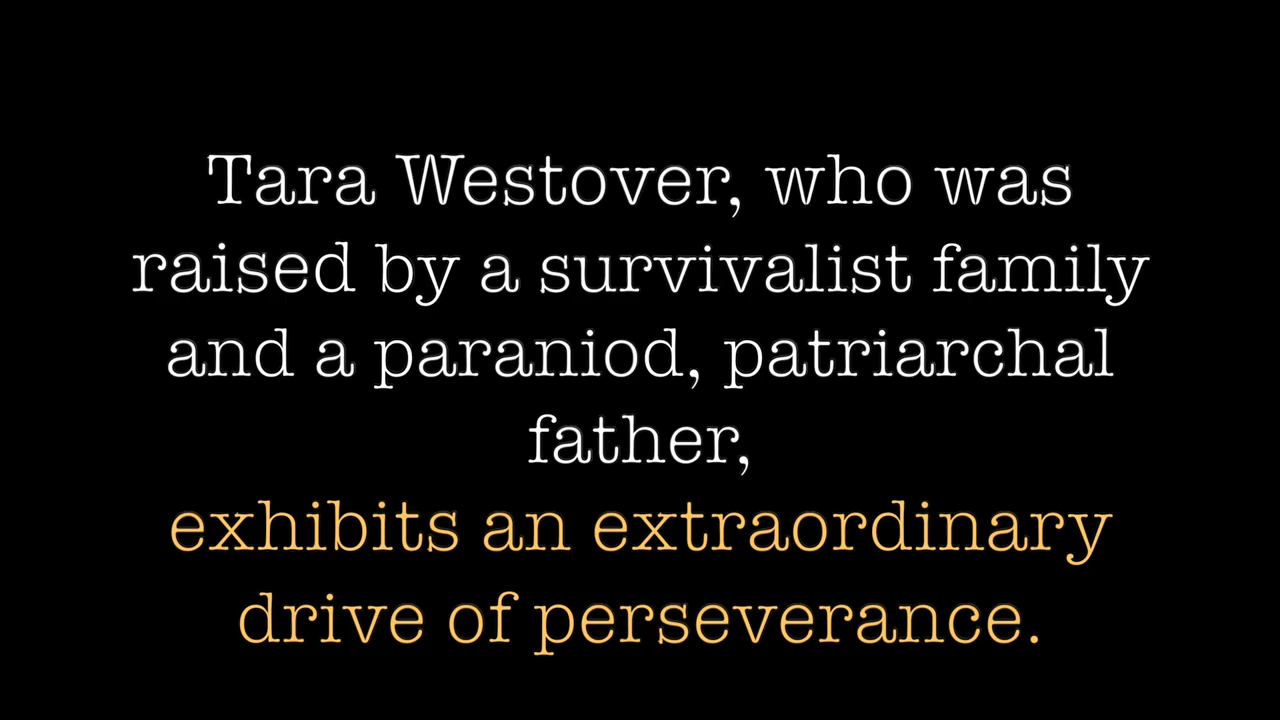 Tara Westover, who was
raised by a survivalist family
and a paraniod, patriarchal
father,
exhibits an extraordinary
drive of perseverance.